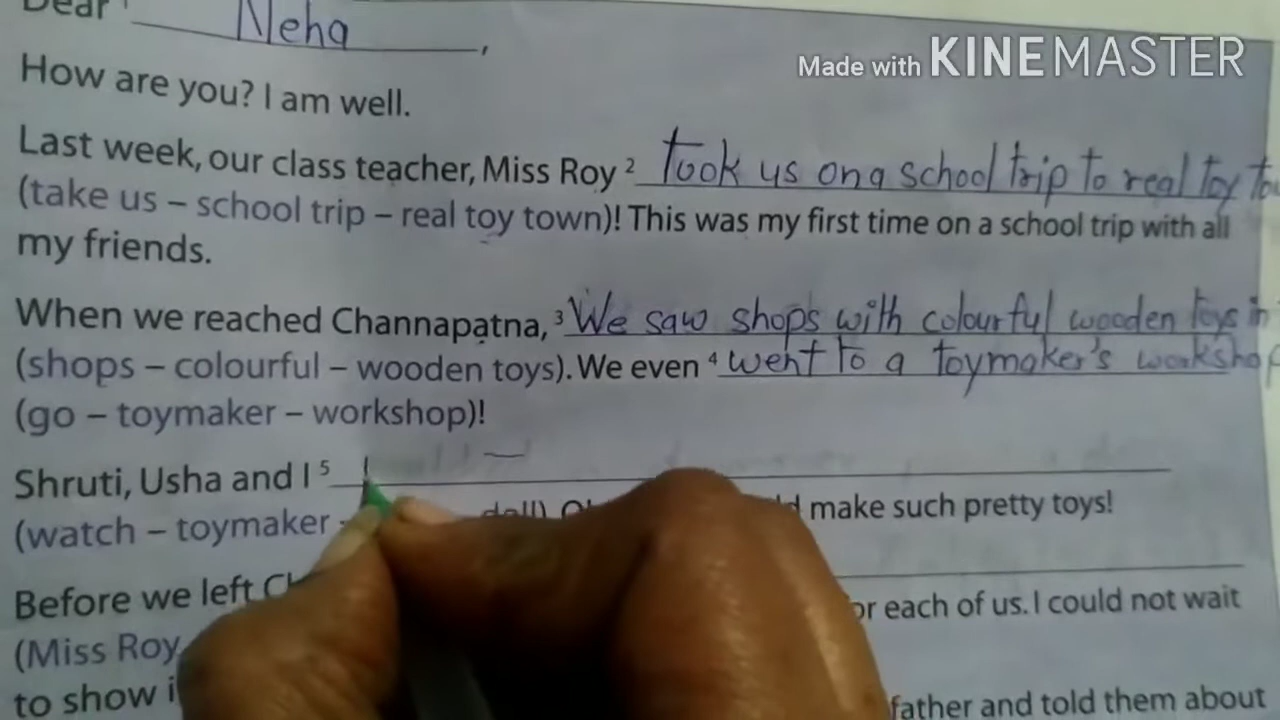 Dear 1 Neha,
Made with KINEMASTER
How are you? I am well.
Last week, our class teacher, Miss Roy 2 took us on a school trip to real toy
(take us – school trip – real toy town)! This was my first time on a school trip with all
my friends.
When we reached Channapatna, 3 We saw shops with colourful wooden toys in
(shops – colourful – wooden toys). We even 4 went to a toymaker's workshop
(go – toymaker – workshop)!
Shruti, Usha and I 5
(watch – toymaker doll) make such pretty toys!
Before we left each of us. I could not wait
(Miss Roy
to show father and told them about